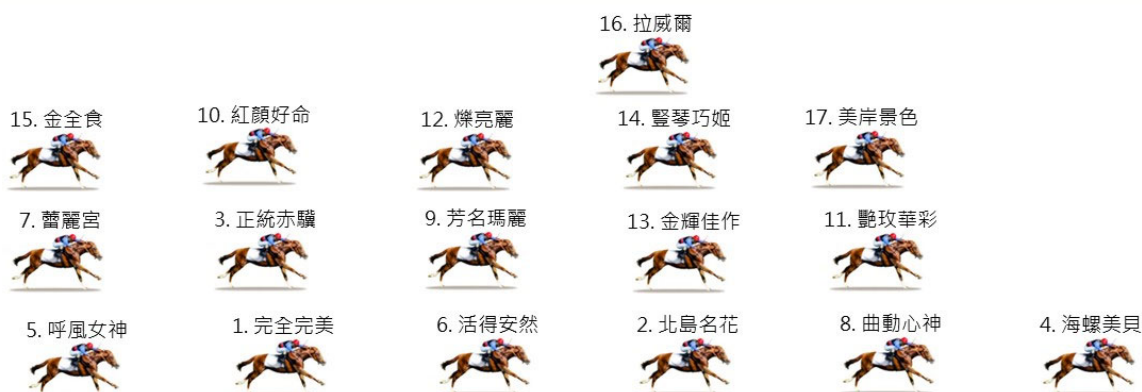 16. 拉威爾
15. 金全食
10. 紅顏好命
12. 爍亮麗
14. 豎琴巧姬
17. 美岸景色
7. 蕾麗宮
3. 正統赤驥
9. 芳名瑪麗
13. 金輝佳作
11. 艷玫華彩
5. 呼風女神
1. 完全完美
6. 活得安然
2. 北島名花
8. 曲動心神
4. 海螺美貝